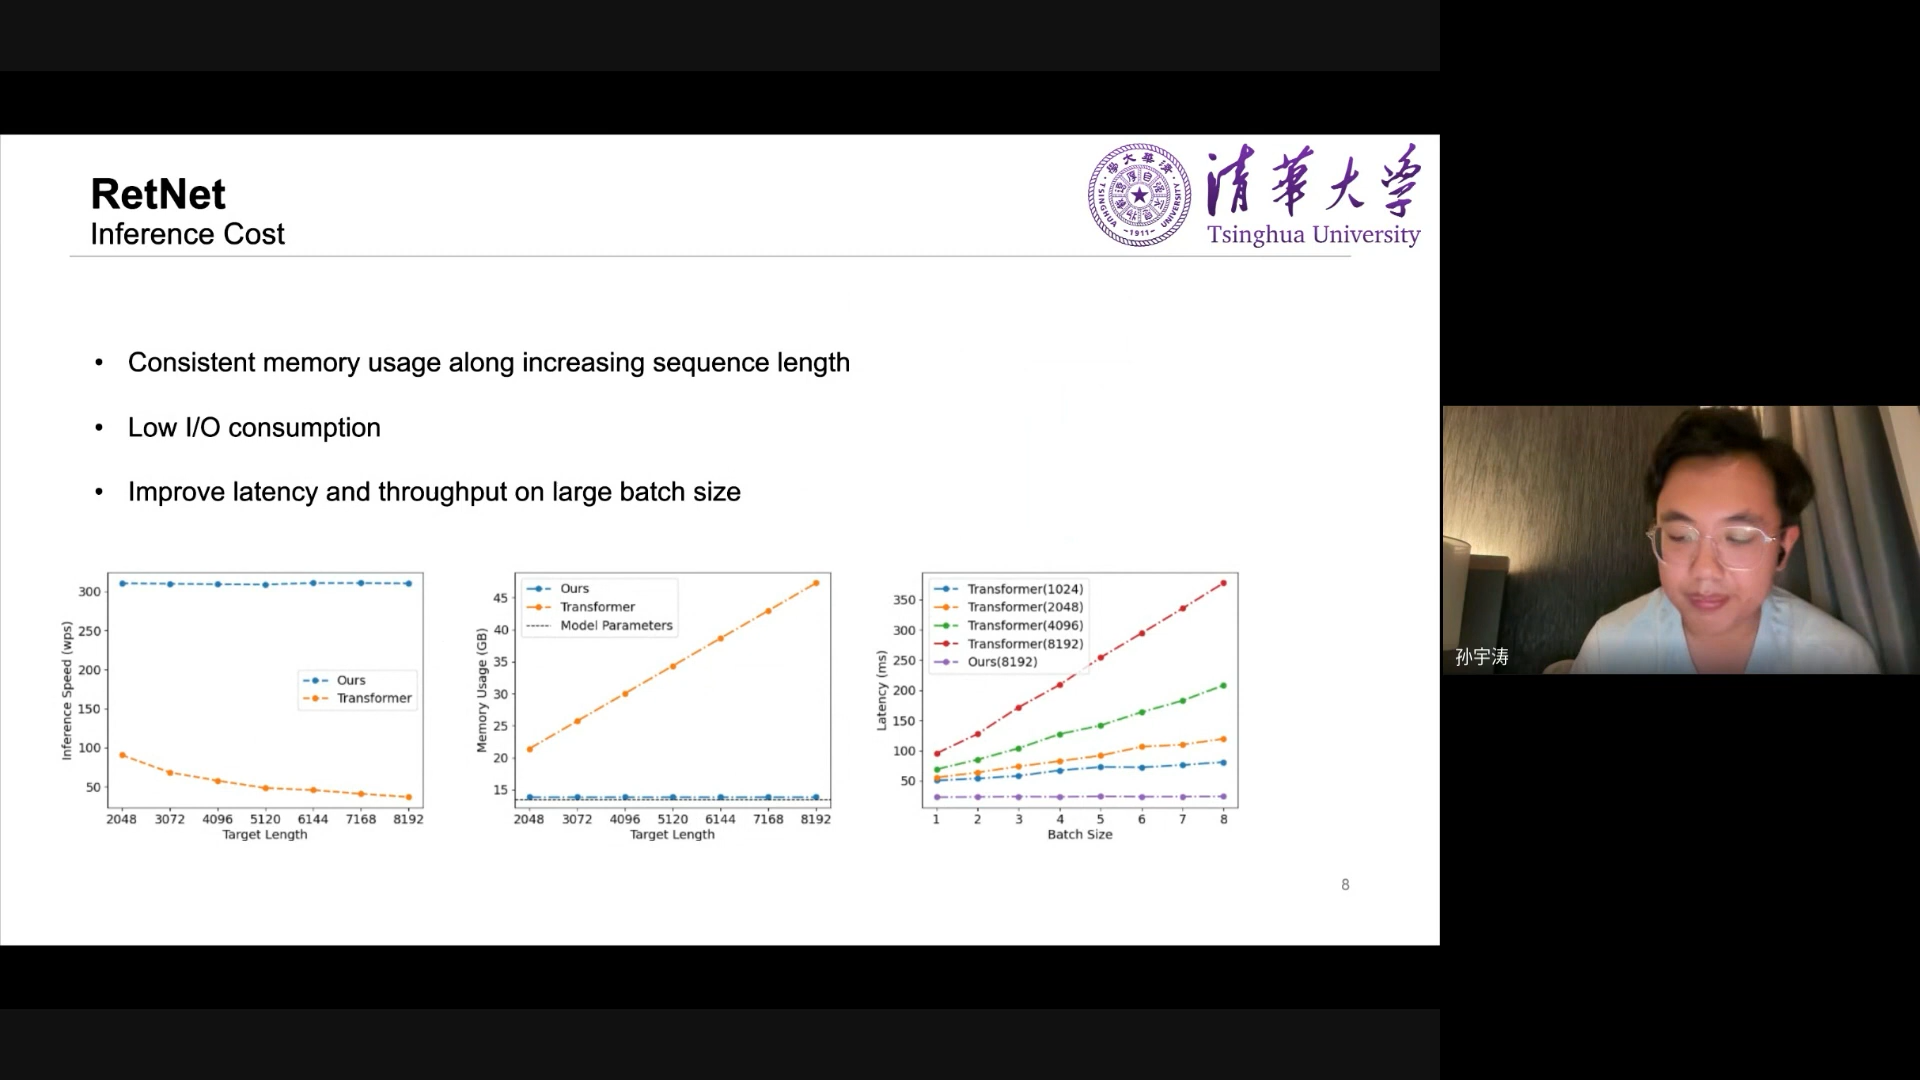 RetNet
Inference Cost
清華大学
Tsinghua University
TSINGHUA UNIVERSITY
1911
• Consistent memory usage along increasing sequence length
• Low I/O consumption
• Improve latency and throughput on large batch size
Inference Speed (wps)
300
250
200
150
100
50
Ours
Transformer
2048 3072 4096 5120 6144 7168 8192
Target Length
Memory Usage (GB)
45
40
35
30
25
20
15
Ours
Transformer
Model Parameters
2048 3072 4096 5120 6144 7168 8192
Target Length
Latency (ms)
350
300
250
200
150
100
50
Transformer(1024)
Transformer(2048)
Transformer(4096)
Transformer(8192)
Ours(8192)
1 2 3 4 5 6 7 8
Batch Size
8
孙宇涛